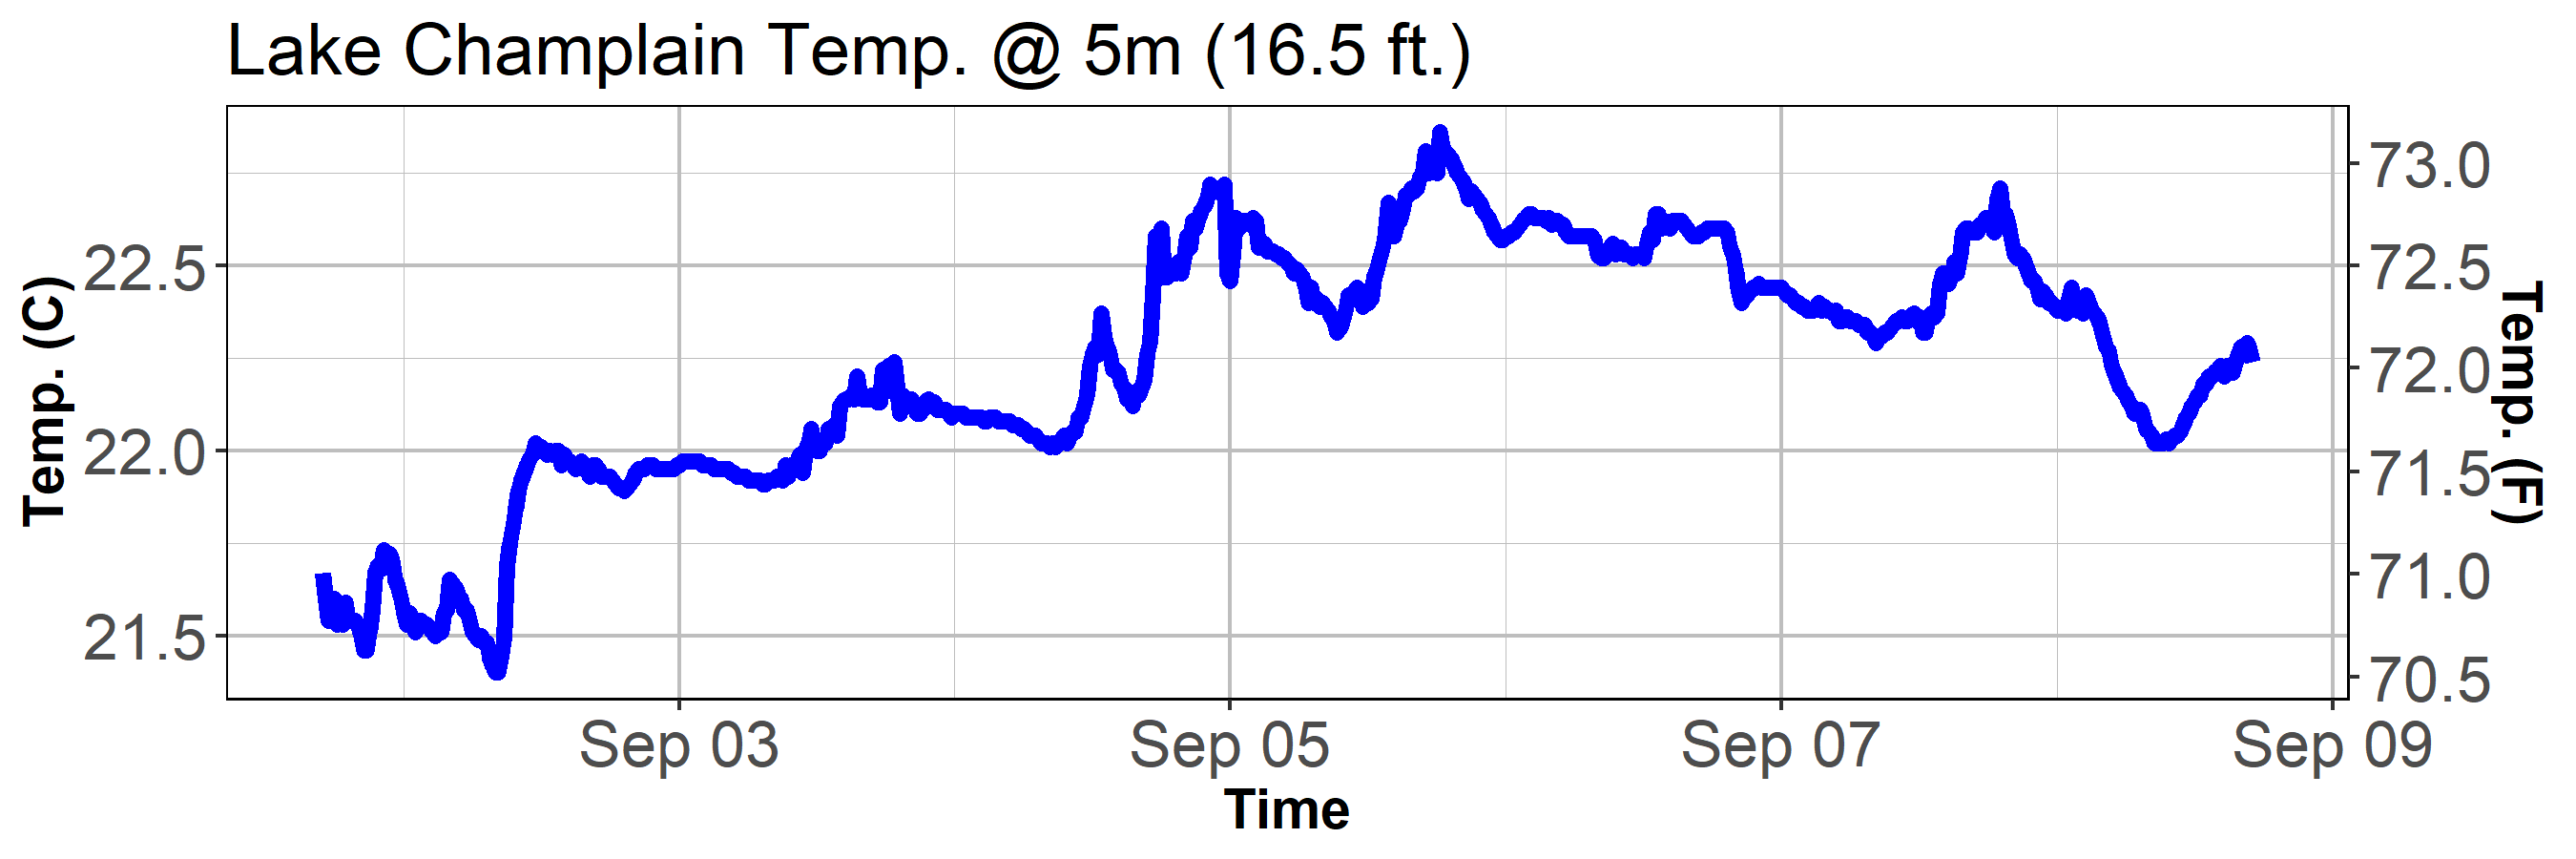 Lake Champlain Temp. @ 5m (16.5 ft.)
Temp. (C)
22.5
22.0
21.5
73.0
72.5
72.0
71.5
71.0
70.5
Temp. (F)
Sep 03 Sep 05 Sep 07 Sep 09
Time